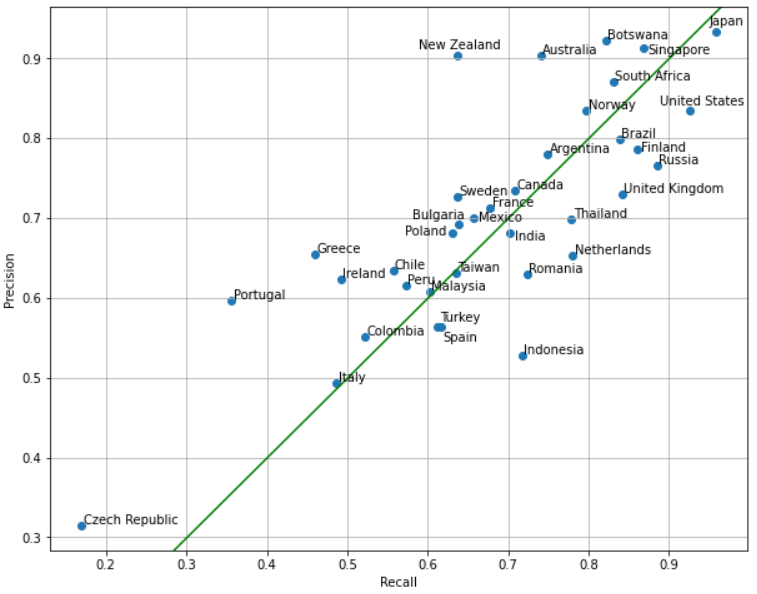 Japan
Botswana
New Zealand
Australia
Singapore
0.9
South Africa
United States
Norway
0.8
Brazil
Argentina
Finland
Russia
Canada
United Kingdom
Sweden
France
Bulgaria
Mexico
Thailand
0.7
Poland
India
Precision
Greece
Netherlands
Chile
Taiwan
Ireland
Romania
Peru
Malaysia
Portugal
0.6
Turkey
Colombia
Spain
Indonesia
0.5
Italy
0.4
Czech Republic
0.3
0.2 0.3 0.4 0.5 0.6 0.7 0.8 0.9
Recall